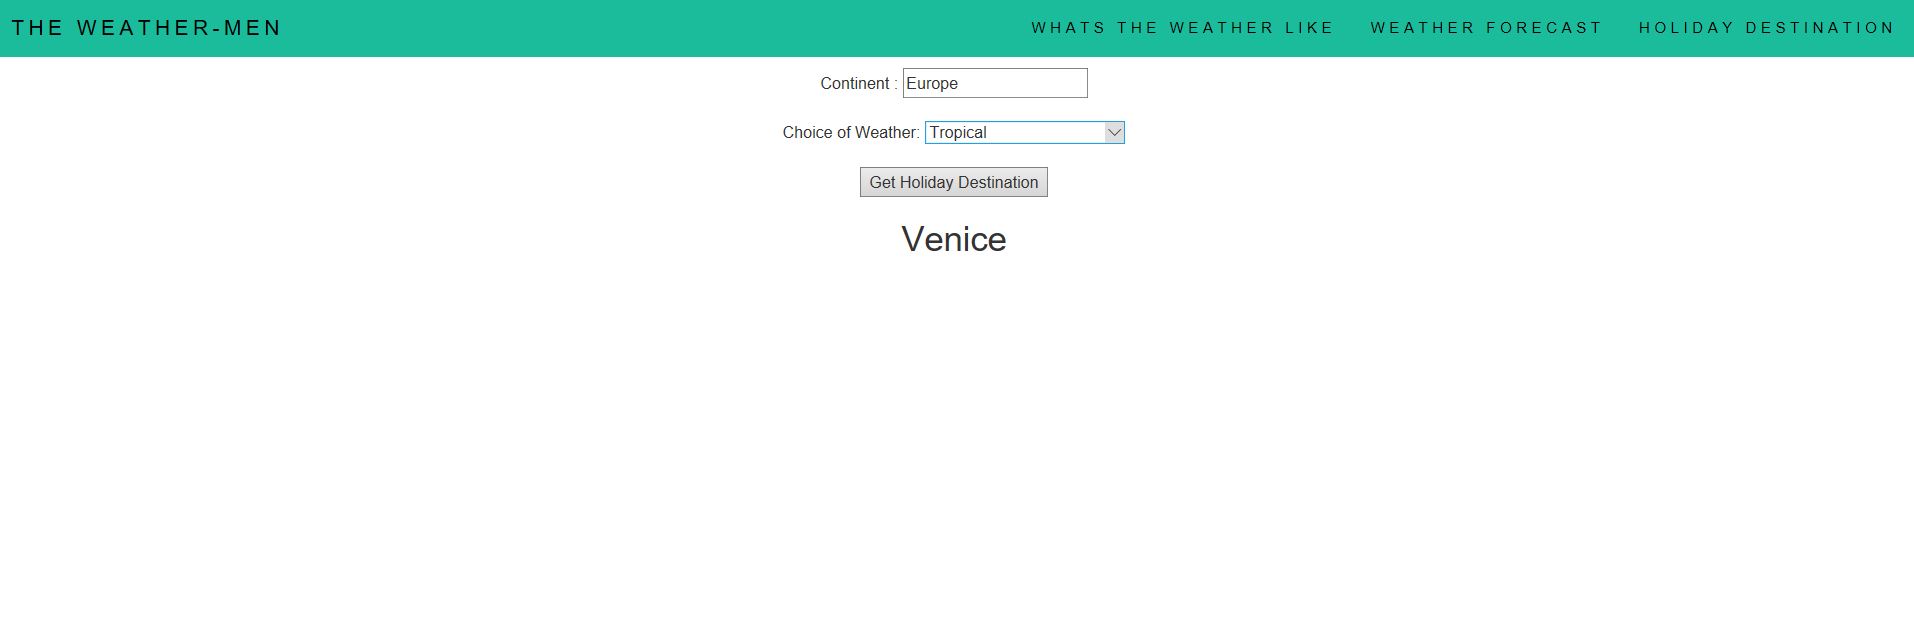 THE WEATHER-MEN WHATS THE WEATHER LIKE WEATHER FORECAST HOLIDAY DESTINATION
Continent : Europe
Choice of Weather: Tropical
Get Holiday Destination
Venice